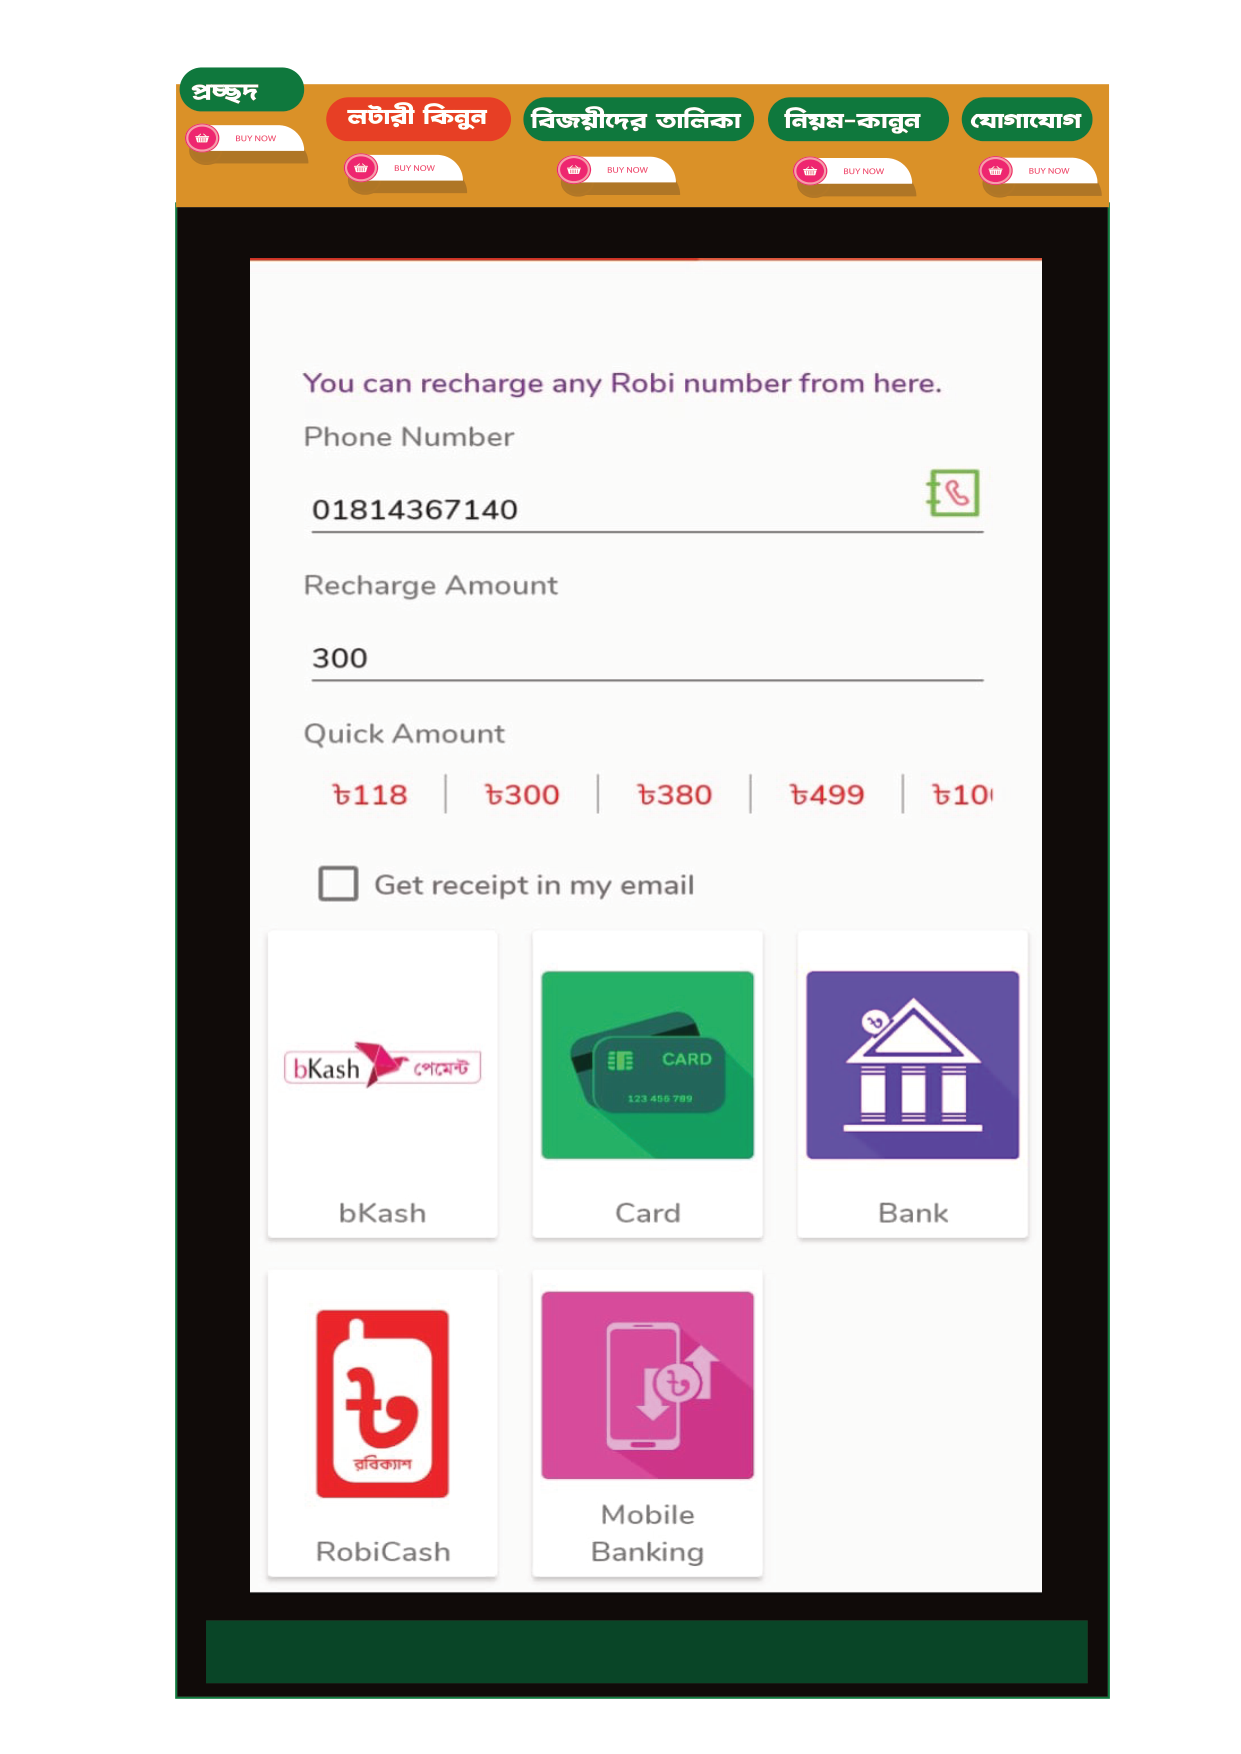 প্রচ্ছদ
লটারী কিনুন
বিজয়ীদের তালিকা
নিয়ম-কানুন
যোগাযোগ
BUY NOW
BUY NOW
BUY NOW
BUY NOW
BUY NOW
You can recharge any Robi number from here.
Phone Number
01814367140
Recharge Amount
300
Quick Amount
৳118
৳300
৳380
৳499
৳10
Get receipt in my email
bKash পেমেন্ট
CARD
123 456 789
৳
bKash
Card
Bank
৳
রবিক্যাশ
৳
RobiCash
Mobile
Banking